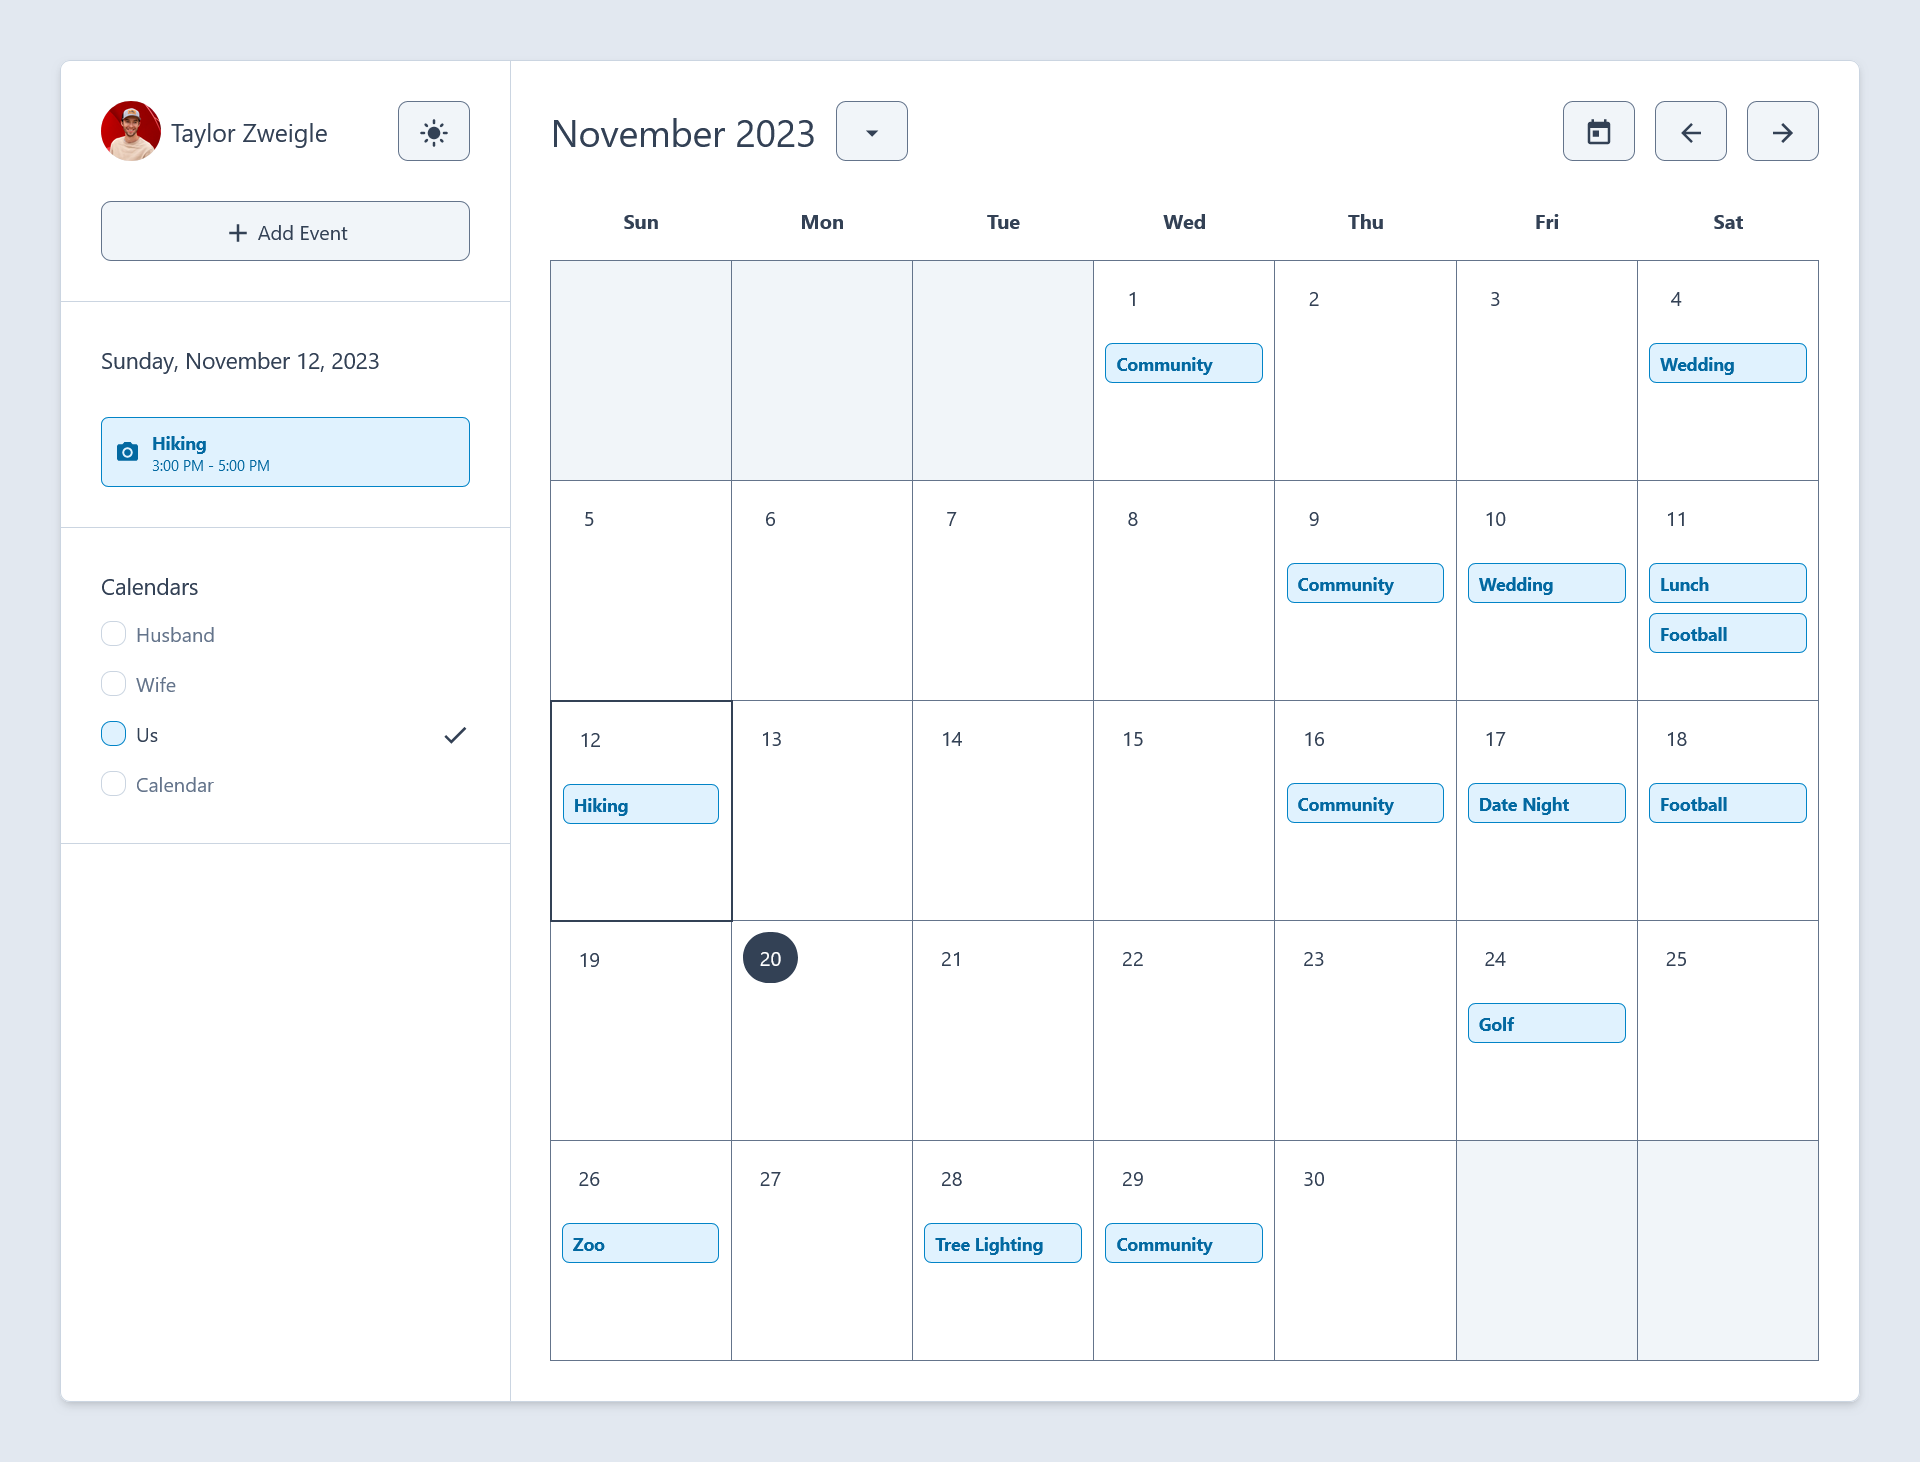 Taylor Zweigle
Add Event
Sunday, November 12, 2023
Hiking
3:00 PM - 5:00 PM
Calendars
Husband
Wife
Us
Calendar
November 2023
Sun Mon Tue Wed Thu Fri Sat
1 2 3 4
Community Wedding
5 6 7 8 9 10 11
Community Wedding Lunch
Football
12 13 14 15 16 17 18
Hiking Community Date Night Football
19 20 21 22 23 24 25
Golf
26 27 28 29 30
Zoo Tree Lighting Community